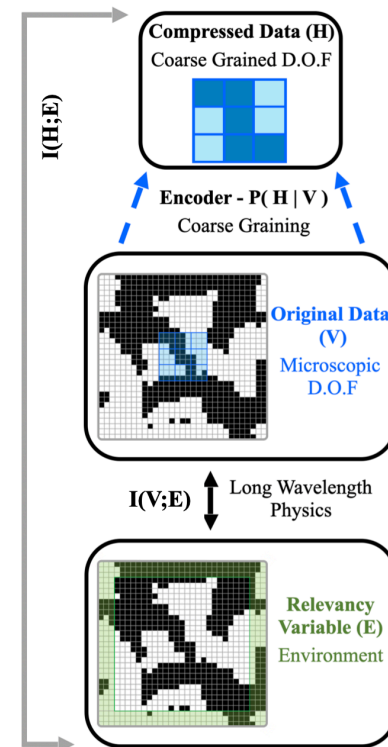 Compressed Data (H)
Coarse Grained D.O.F
I(H;E)
Encoder - P( H | V )
Coarse Graining
Original Data
(V)
Microscopic
D.O.F
I(V;E)
Long Wavelength
Physics
Relevancy
Variable (E)
Environment